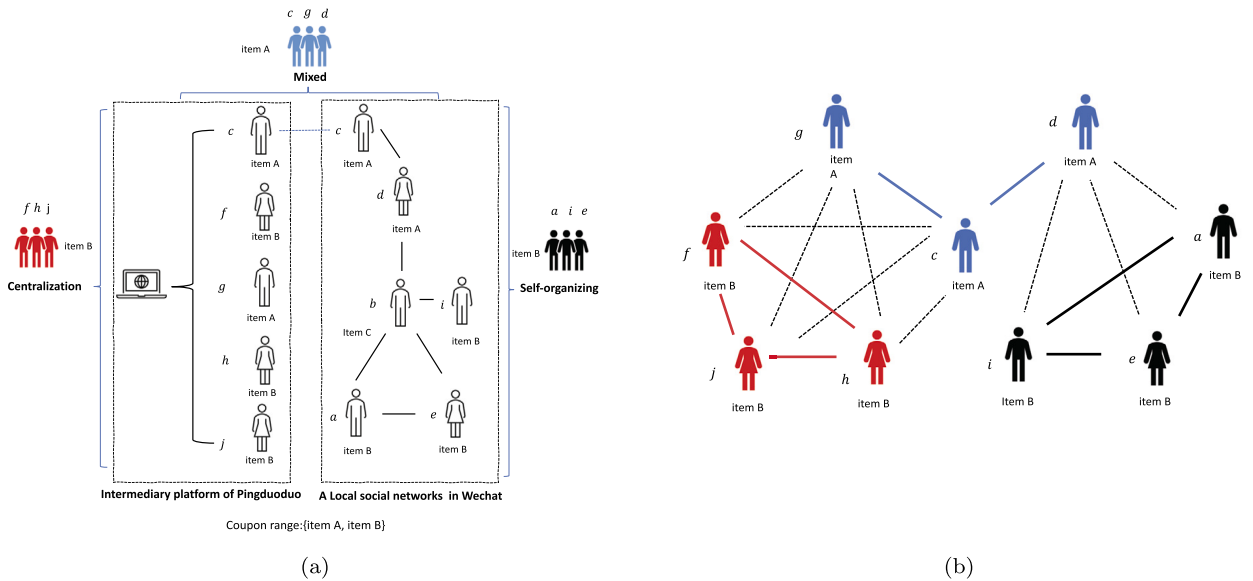 c g d
item A
Mixed
c
item A
f
item B
g
item A
h
item B
j
item B
c
item A
d
item A
b
Item C
i
item B
a
item B
e
item B
f h j
item B
Centralization
a i e
item B
Self-organizing
Intermediary platform of Pingduoduo
A Local social networks in Wechat
Coupon range:{item A, item B}
(a)
g
item
A
d
item A
f
item B
c
item A
a
item B
j
item B
h
item B
i
Item B
e
item B
(b)